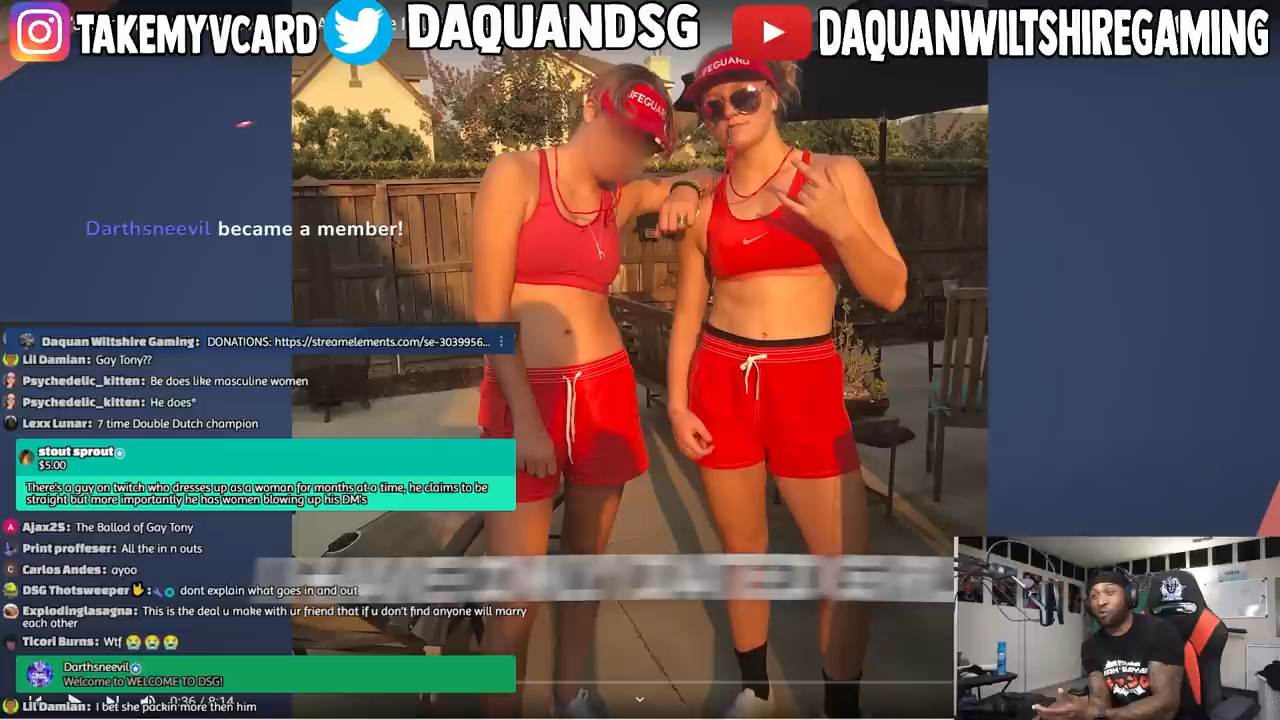 TAKEMYVCARD
DAQUANDSG
DAQUANWILTSHIREGAMING
LIFEGUARD
LIFEGUARD
Darthsneevil became a member!
Daquan Wiltshire Gaming: DONATIONS: https://streamelements.com/se-3039956...
Lil Damian: Gay Tony??
Psychedelic_kitten: Be does like masculine women
Psychedelic_kitten: He does*
Lexx Lunar: 7 time Double Dutch champion
stout sprout
$5.00
There's a guy on twitch who dresses up as a woman for months at a time, he claims to be
straight but more importantly he has women blowing up his DM's
Ajax25: The Ballad of Gay Tony
Print proffeser: All the in n outs
Carlos Andes: ayoo
DSG Thotsweeper🤟: dont explain what goes in and out
Explodinglasagna: This is the deal u make with ur friend that if u don't find anyone will marry
each other
Ticori Burns: Wtf 😭 😭 😭
Darthsneevil
Welcome to WELCOME TO DSG!
0:36 / 8:14
Lil Damian: I bet she packin more then him